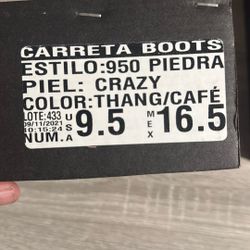 CARRETA BOOTS
ESTILO:950 PIEDRA
PIEL: CRAZY
COLOR:THANG/CAFÉ
LOTE:433
09/11/2021
10:15:24
NUM.A
USA 9.5 MEX 16.5